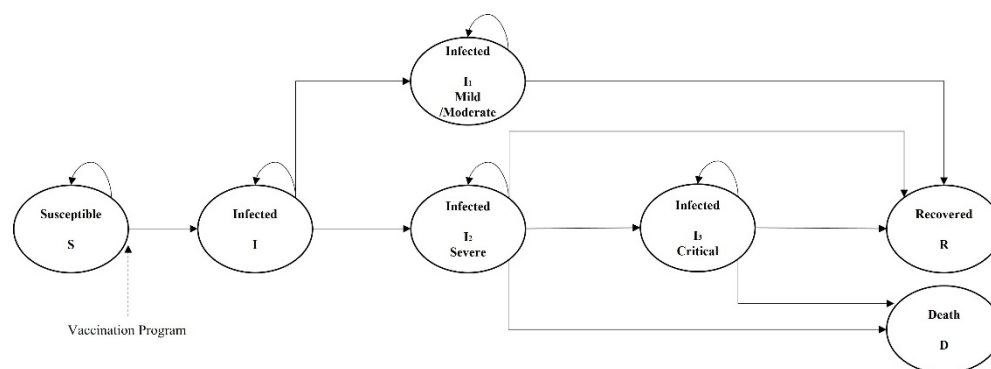 Infected
I₁
Mild
/Moderate
Susceptible
S
Infected
I
Infected
I₂
Severe
Infected
I₃
Critical
Recovered
R
Death
D
Vaccination Program